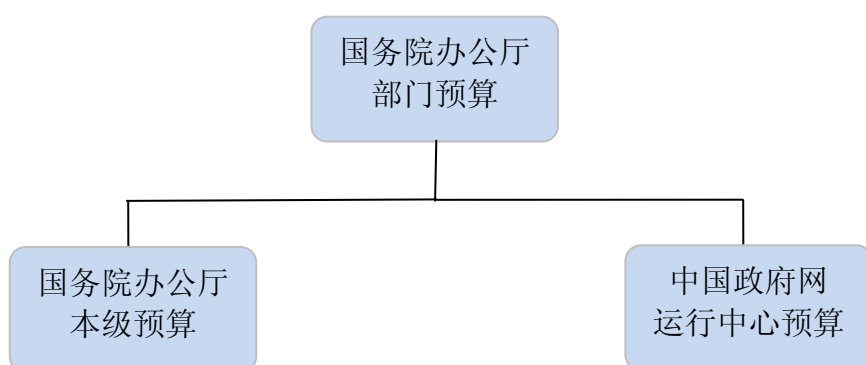 国务院办公厅
部门预算
国务院办公厅
本级预算
中国政府网
运行中心预算